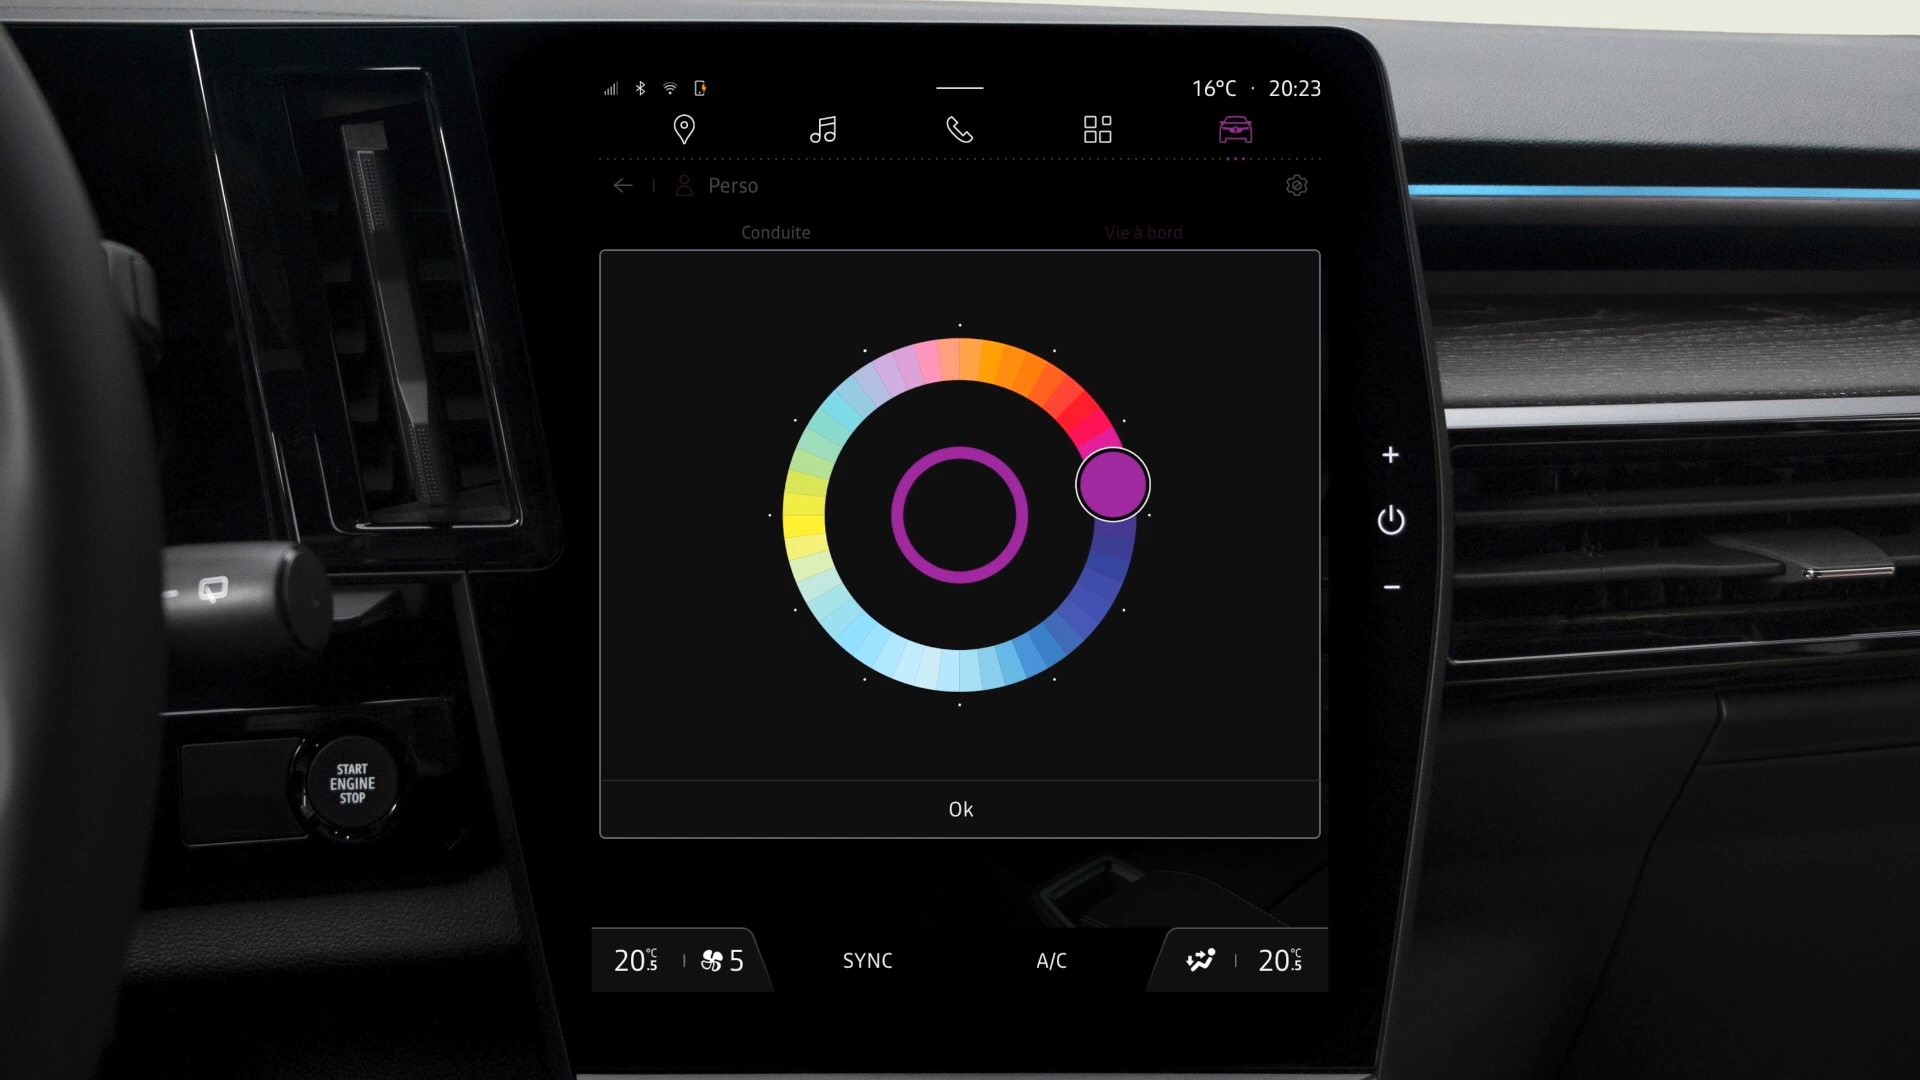 16°C · 20:23
Perso
Conduite
Vie à bord
START
ENGINE
STOP
Ok
20.5°C 5 SYNC A/C 20.5°C